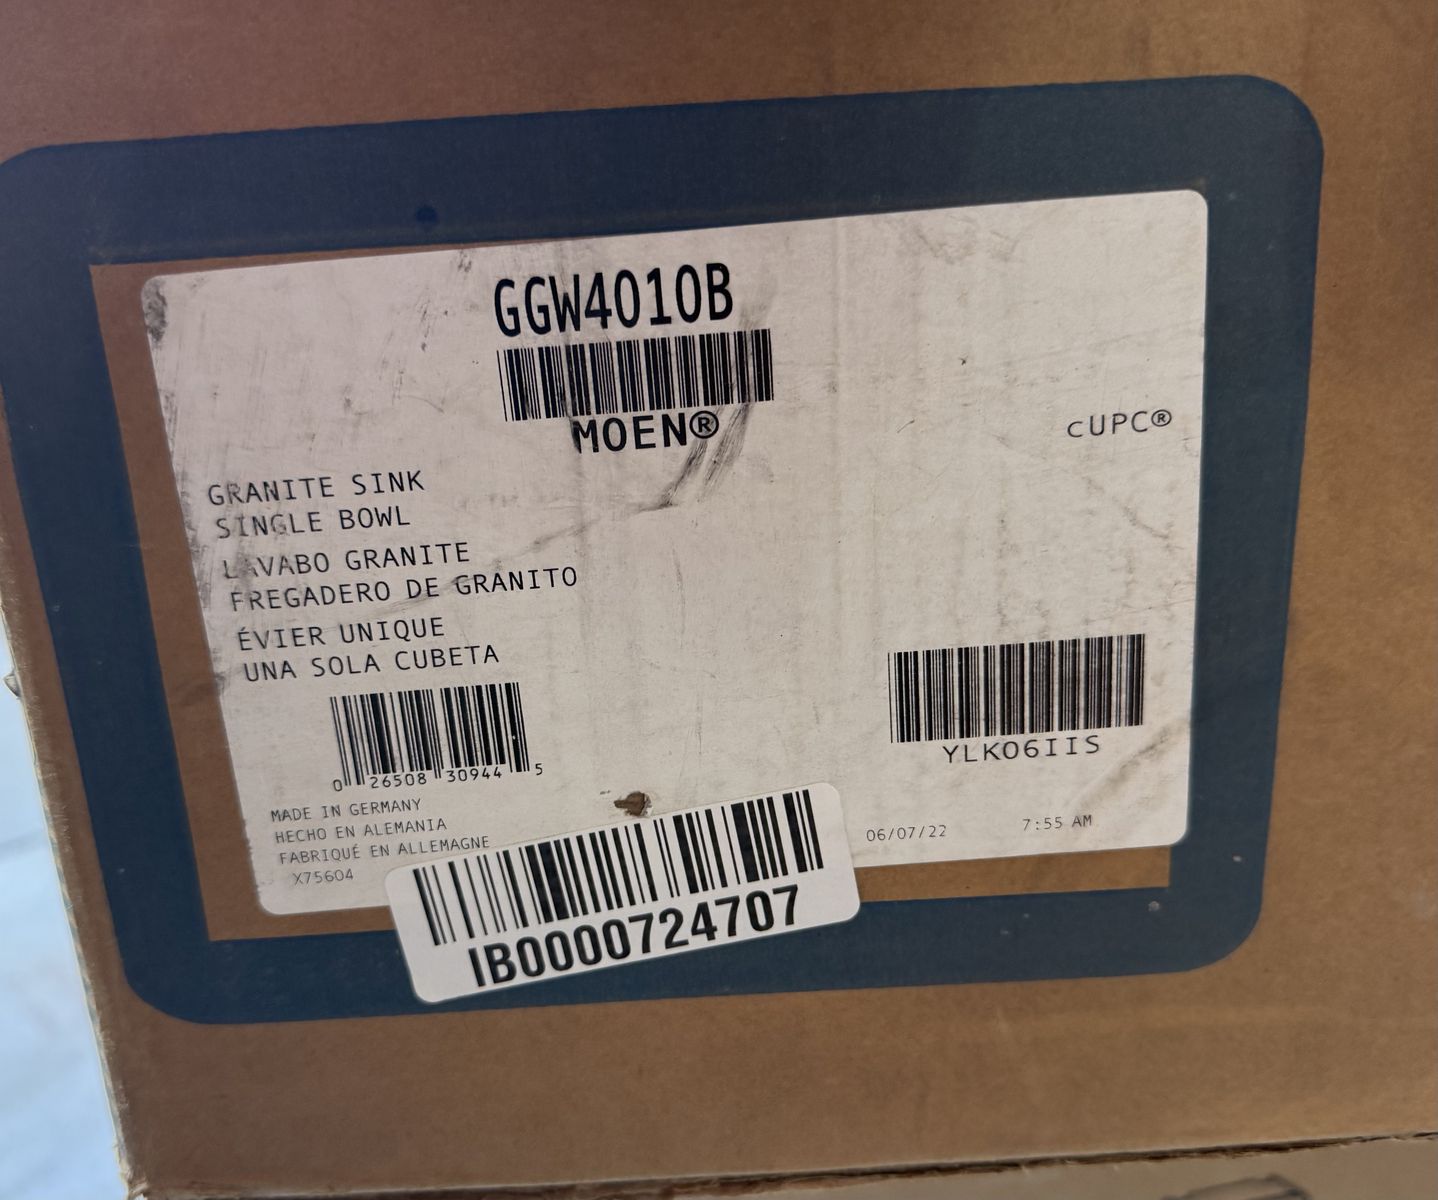 GGW4010B
MOEN®
cUPC®
GRANITE SINK
SINGLE BOWL
LAVABO GRANITE
FREGADERO DE GRANITO
ÉVIER UNIQUE
UNA SOLA CUBETA
0 26508 30944 5
YLK06IIS
MADE IN GERMANY
HECHO EN ALEMANIA
FABRIQUÉ EN ALLEMAGNE
X75604
06/07/22 7:55 AM
IB0000724707